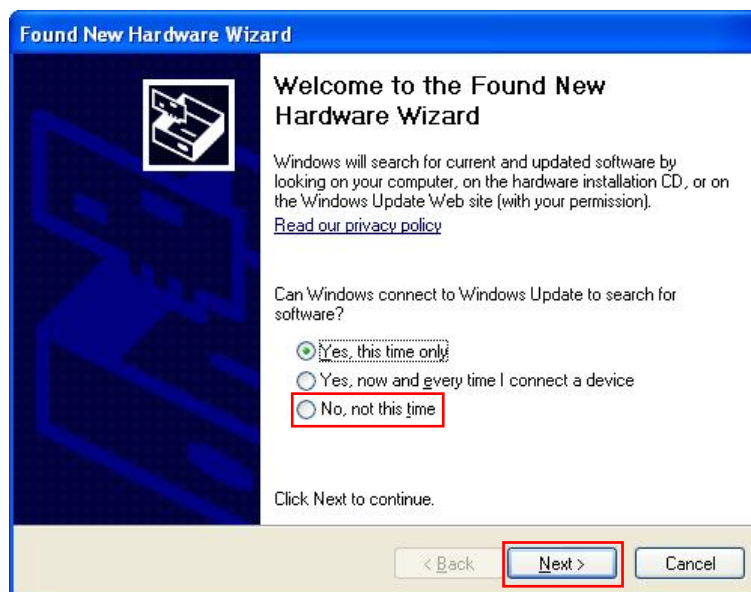 Found New Hardware Wizard
Welcome to the Found New
Hardware Wizard
Windows will search for current and updated software by
looking on your computer, on the hardware installation CD, or on
the Windows Update Web site (with your permission).
Read our privacy policy
Can Windows connect to Windows Update to search for
software?
Yes, this time only
Yes, now and every time I connect a device
No, not this time
Click Next to continue.
< Back Next > Cancel